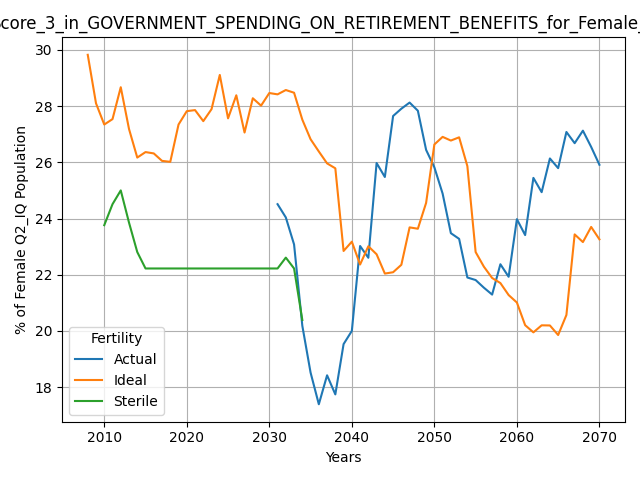 core_3_in_GOVERNMENT_SPENDING_ON_RETIREMENT_BENEFITS_for_Female_
30
28
26
24
22
20
18
% of Female Q2_IQ Population
Fertility
Actual
Ideal
Sterile
2010 2020 2030 2040 2050 2060 2070
Years